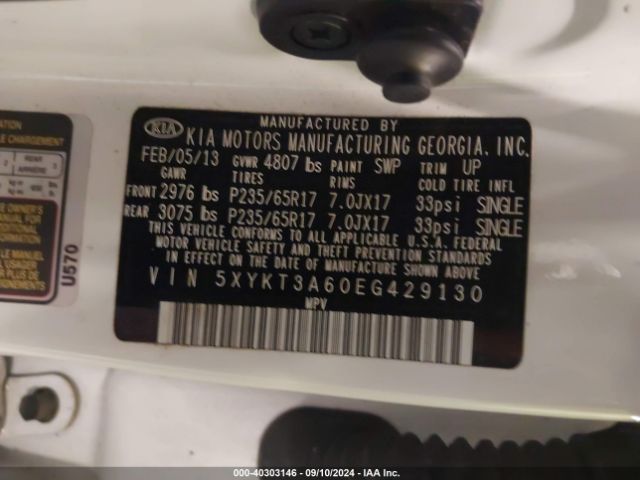 MANUFACTURED BY
KIA KIA MOTORS MANUFACTURING GEORGIA, INC.
FEB/05/13 GVWR 4807 lbs PAINT SWP TRIM UP
GAWR TIRES RIMS COLD TIRE INFL
FRONT 2976 lbs P235/65R17 7.0JX17 33psi SINGLE
REAR 3075 lbs P235/65R17 7.0JX17 33psi SINGLE
THIS VEHICLE CONFORMS TO ALL APPLICABLE U.S.A. FEDERAL
MOTOR VEHICLE SAFETY AND THEFT PREVENTION STANDARDS
IN EFFECT ON THE DATE OF MANUFACTURE SHOWN ABOVE
VIN 5XYKT3A60EG429130
MPV
REAR
ARRIERE
U570
000-40303146 - 09/10/2024 - IAA Inc.